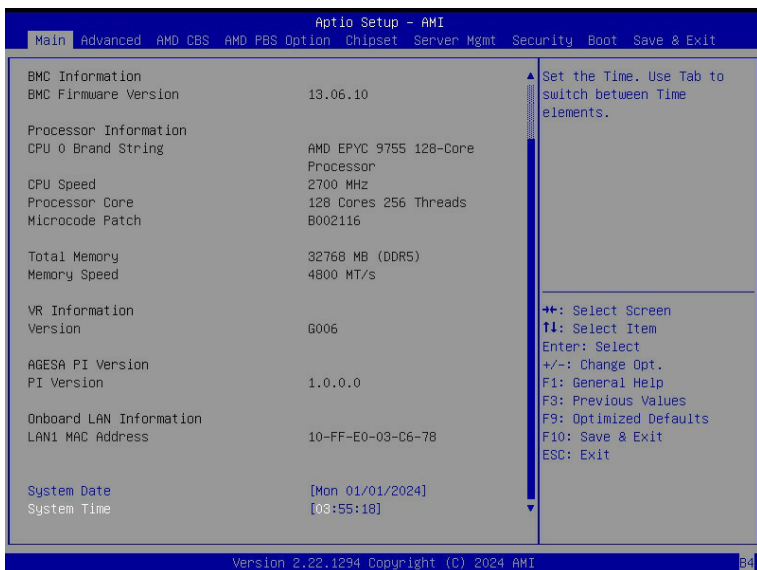 Aptio Setup - AMI
Main Advanced AMD CBS AMD PBS Option Chipset Server Mgmt Security Boot Save & Exit
BMC Information
BMC Firmware Version 13.06.10
Processor Information
CPU 0 Brand String AMD EPYC 9755 128-Core
Processor
CPU Speed 2700 MHz
Processor Core 128 Cores 256 Threads
Microcode Patch B002116
Total Memory 32768 MB (DDR5)
Memory Speed 4800 MT/s
VR Information
Version G006
AGESA PI Version
PI Version 1.0.0.0
Onboard LAN Information
LAN1 MAC Address 10-FF-E0-03-C6-78
System Date [Mon 01/01/2024]
System Time [03:55:18]
Set the Time. Use Tab to
switch between Time
elements.
→←: Select Screen
↑↓: Select Item
Enter: Select
+/-: Change Opt.
F1: General Help
F3: Previous Values
F9: Optimized Defaults
F10: Save & Exit
ESC: Exit
Version 2.22.1294 Copyright (C) 2024 AMI
B4